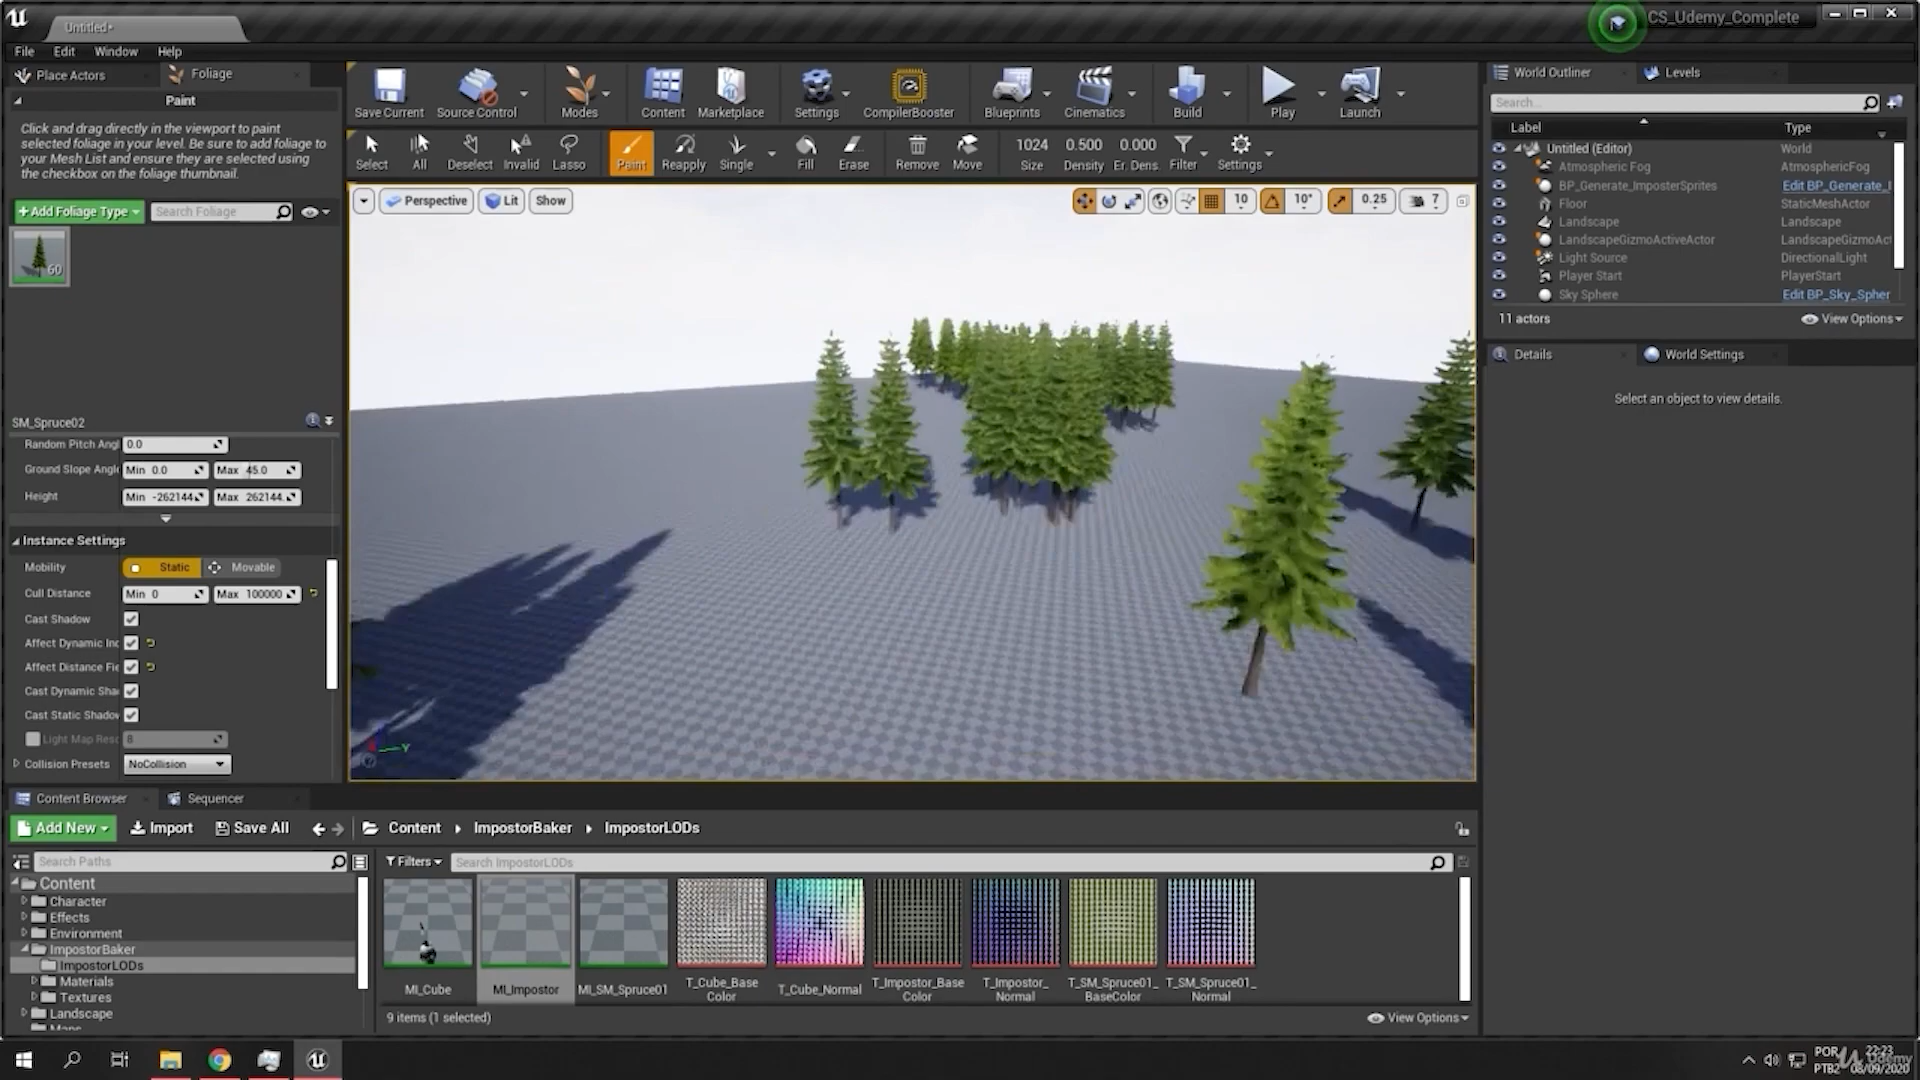 Untitled*
CS_Udemy_Complete
File Edit Window Help
Place Actors
Foliage
Paint
Click and drag directly in the viewport to paint
selected foliage in your level. Be sure to add foliage to
your Mesh List and ensure they are selected using
the checkbox on the foliage thumbnail.
+Add Foliage Type
Search Foliage
60
SM_Spruce02
Random Pitch Angl 0.0
Ground Slope Angle Min 0.0 Max 45.0
Height Min -262144. Max 262144.
Instance Settings
Mobility Static Movable
Cull Distance Min 0 Max 100000
Cast Shadow
Affect Dynamic Ind
Affect Distance Fie
Cast Dynamic Shad
Cast Static Shadow
Light Map Reso 8
Collision Presets NoCollision
Save Current Source Control Modes Content Marketplace Settings CompilerBooster Blueprints Cinematics Build Play Launch
Select All Deselect Invalid Lasso Paint Reapply Single Fill Erase Remove Move
1024 0.500 0.000
Size Density Er. Dens. Filter Settings
Perspective Lit Show
10 10° 0.25 7
World Outliner
Levels
Search...
Label Type
Untitled (Editor) World
Atmospheric Fog AtmosphericFog
BP_Generate_ImposterSprites Edit BP_Generate_I
Floor StaticMeshActor
Landscape Landscape
LandscapeGizmoActiveActor LandscapeGizmoAct
Light Source DirectionalLight
Player Start PlayerStart
Sky Sphere Edit BP_Sky_Spher
11 actors
View Options
Details
World Settings
Select an object to view details.
Content Browser
Sequencer
Add New Import Save All Content ImpostorBaker ImpostorLODs
Search Paths
Filters
Search ImpostorLODs
Content
Character
Effects
Environment
ImpostorBaker
ImpostorLODs
Materials
Textures
Landscape
Maps
MI_Cube
MI_Impostor
MI_SM_Spruce01
T_Cube_Base
Color
T_Cube_Normal
T_Impostor_Base
Color
T_Impostor_
Normal
T_SM_Spruce01_
BaseColor
T_SM_Spruce01_
Normal
9 items (1 selected)
View Options
POR
PTB2
22:23
08/09/2020
Udemy